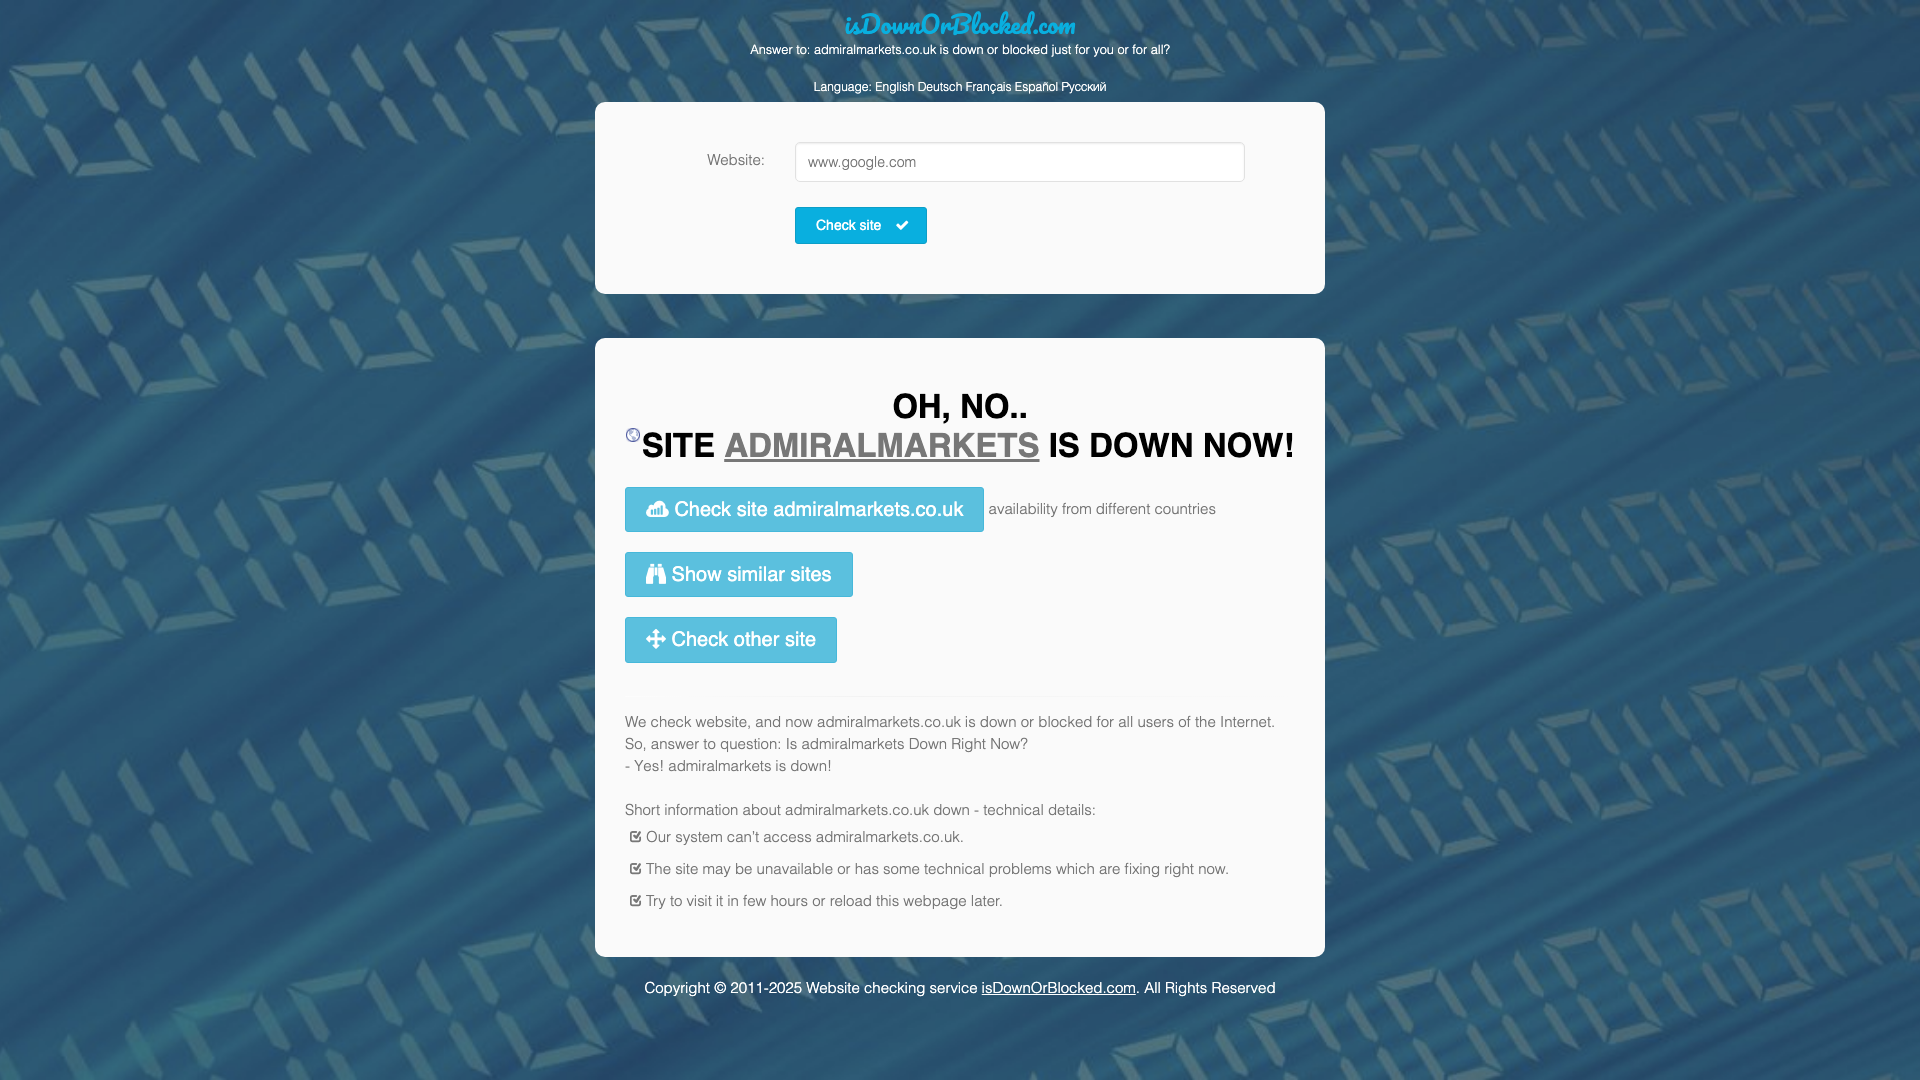 isDownOrBlocked.com
Answer to: admiralmarkets.co.uk is down or blocked just for you or for all?
Language: English Deutsch Français Español Русский
Website:
www.google.com
Check site
OH, NO..
SITE ADMIRALMARKETS IS DOWN NOW!
Check site admiralmarkets.co.uk availability from different countries
Show similar sites
Check other site
We check website, and now admiralmarkets.co.uk is down or blocked for all users of the Internet.
So, answer to question: Is admiralmarkets Down Right Now?
- Yes! admiralmarkets is down!
Short information about admiralmarkets.co.uk down - technical details:
Our system can't access admiralmarkets.co.uk.
The site may be unavailable or has some technical problems which are fixing right now.
Try to visit it in few hours or reload this webpage later.
Copyright © 2011-2025 Website checking service isDownOrBlocked.com. All Rights Reserved